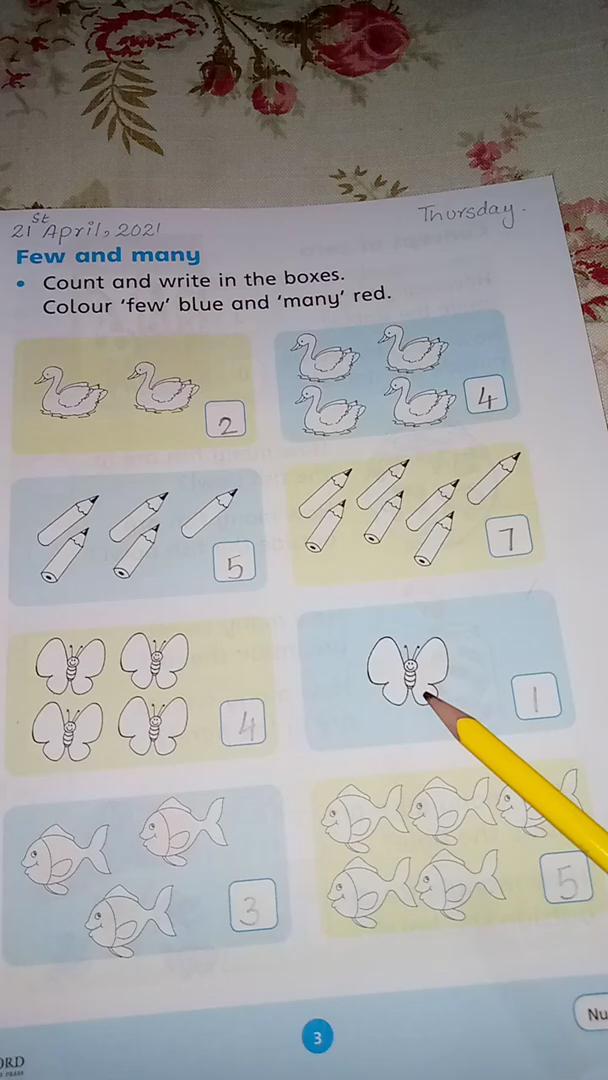 21st April, 2021
Thursday.
Few and many
• Count and write in the boxes.
Colour 'few' blue and 'many' red.
2
4
5
7
4
1
3
5
3
Nu
ORD